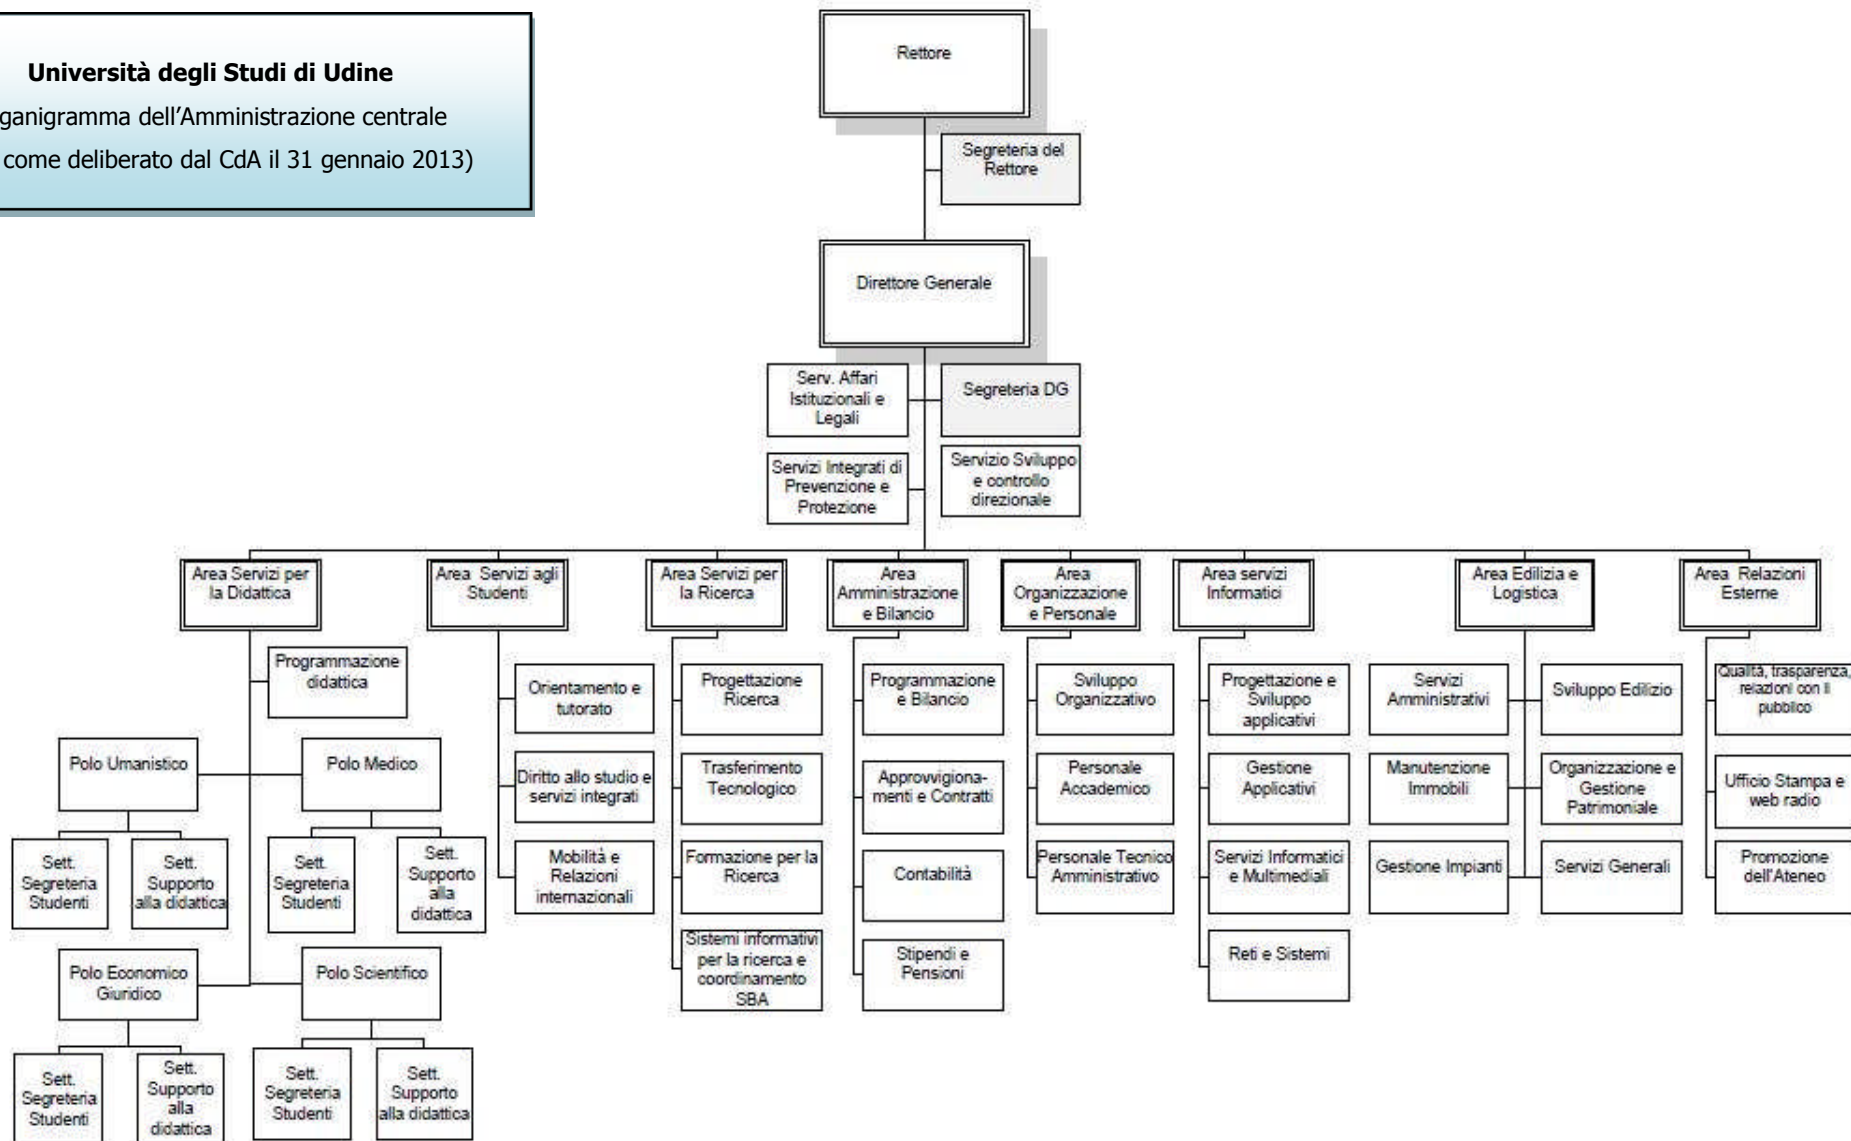 Università degli Studi di Udine
ganigramma dell'Amministrazione centrale
come deliberato dal CdA il 31 gennaio 2013)
Rettore
Segreteria del
Rettore
Direttore Generale
Serv. Affari
Istituzionali e
Legali
Segreteria DG
Servizi Integrati di
Prevenzione e
Protezione
Servizio Sviluppo
e controllo
direzionale
Area Servizi per
la Didattica
Area Servizi agli
Studenti
Area Servizi per
la Ricerca
Area
Amministrazione
e Bilancio
Area
Organizzazione
e Personale
Area servizi
Informatici
Area Edilizia e
Logistica
Area Relazioni
Esterne
Programmazione
didattica
Polo Umanistico
Polo Medico
Sett.
Segreteria
Studenti
Sett.
Supporto
alla didattica
Sett.
Segreteria
Studenti
Sett.
Supporto
alla
didattica
Polo Economico
Giuridico
Polo Scientifico
Sett.
Segreteria
Studenti
Sett.
Supporto
alla
didattica
Sett.
Segreteria
Studenti
Sett.
Supporto
alla didattica
Orientamento e
tutorato
Diritto allo studio e
servizi integrati
Mobilità e
Relazioni
internazionali
Progettazione
Ricerca
Trasferimento
Tecnologico
Formazione per la
Ricerca
Sistemi informativi
per la ricerca e
coordinamento
SBA
Programmazione
e Bilancio
Approvvigiona-
menti e Contratti
Contabilità
Stipendi e
Pensioni
Sviluppo
Organizzativo
Personale
Accademico
Personale Tecnico
Amministrativo
Progettazione e
Sviluppo
applicativi
Gestione
Applicativi
Servizi Informatici
e Multimediali
Reti e Sistemi
Servizi
Amministrativi
Sviluppo Edilizio
Manutenzione
Immobili
Organizzazione e
Gestione
Patrimoniale
Gestione Impianti
Servizi Generali
Qualità, trasparenza,
relazioni con il
pubblico
Ufficio Stampa e
web radio
Promozione
dell'Ateneo